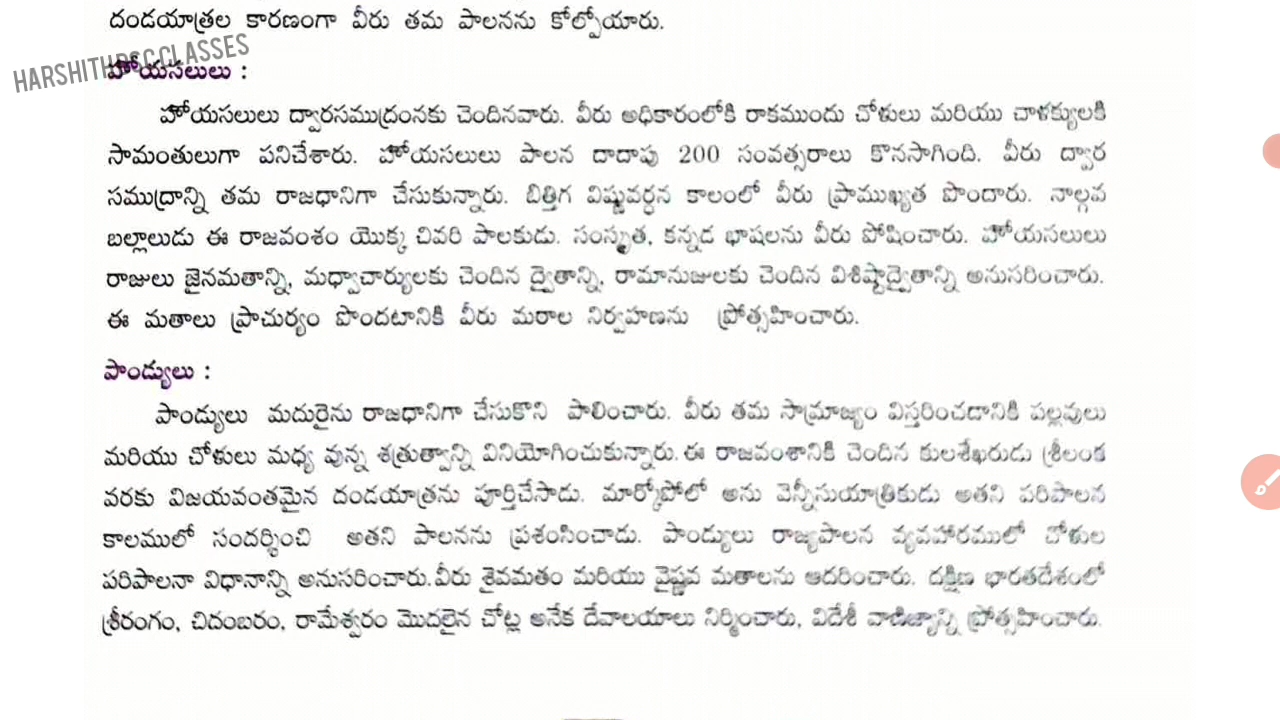 దండయాత్రల కారణంగా వీరు తమ పాలనను కోల్పోయారు.
HARSHITH PSC CLASSES
హోయసలులు :
హోయసలులు ద్వారసముద్రంనకు చెందినవారు. వీరు అధికారంలోకి రాకముందు చోళులు మరియు చాళక్యులకి
సామంతులుగా పనిచేశారు. హోయసలులు పాలన దాదాపు 200 సంవత్సరాలు కొనసాగింది. వీరు ద్వార
సముద్రాన్ని తమ రాజధానిగా చేసుకున్నారు. బిత్తిగ విష్ణువర్ధన కాలంలో వీరు ప్రాముఖ్యత పొందారు. నాల్గవ
బల్లాలుడు ఈ రాజవంశం యొక్క చివరి పాలకుడు. సంస్కృత, కన్నడ భాషలను వీరు పోషించారు. హోయసలులు
రాజులు జైనమతాన్ని, మధ్వాచార్యులకు చెందిన ద్వైతాన్ని, రామానుజులకు చెందిన విశిష్టాద్వైతాన్ని అనుసరించారు.
ఈ మతాలు ప్రాచుర్యం పొందటానికి వీరు మఠాల నిర్వహణను ప్రోత్సహించారు.
పాండ్యులు :
పాండ్యులు మదురైను రాజధానిగా చేసుకొని పాలించారు. వీరు తమ సామ్రాజ్యం విస్తరించడానికి పల్లవులు
మరియు చోళులు మధ్య వున్న శత్రుత్వాన్ని వినియోగించుకున్నారు. ఈ రాజవంశానికి చెందిన కులశేఖరుడు శ్రీలంక
వరకు విజయవంతమైన దండయాత్రను పూర్తిచేసాడు. మార్కోపోలో అను వెన్నీసుయాత్రికుడు అతని పరిపాలన
కాలములో సందర్శించి అతని పాలనను ప్రశంసించాడు. పాండ్యులు రాజ్యపాలన వ్యవహారములో చోళుల
పరిపాలనా విధానాన్ని అనుసరించారు. వీరు శైవమతం మరియు వైష్ణవ మతాలను ఆదరించారు. దక్షిణ భారతదేశంలో
శ్రీరంగం, చిదంబరం, రామేశ్వరం మొదలైన చోట్ల అనేక దేవాలయాలు నిర్మించారు, విదేశీ వాణిజ్యాన్ని ప్రోత్సహించారు.